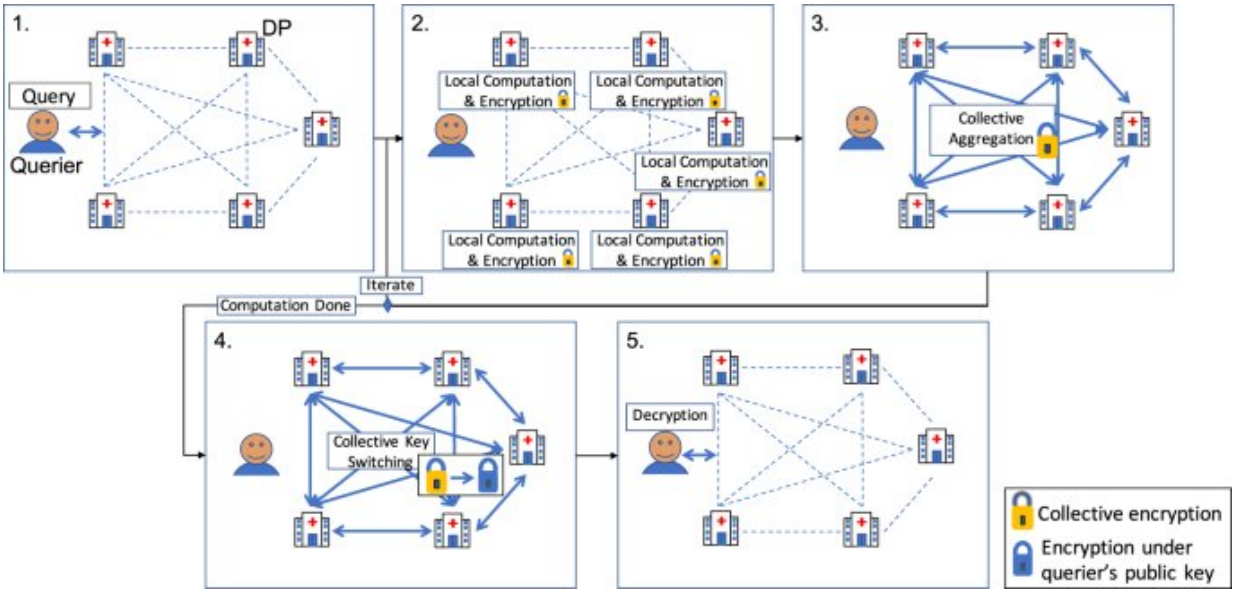 1.
DP
Query
Querier
2.
Local Computation
& Encryption
Local Computation
& Encryption
Local Computation
& Encryption
Local Computation
& Encryption
Local Computation
& Encryption
3.
Collective
Aggregation
Iterate
Computation Done
4.
Collective Key
Switching
5.
Decryption
Collective encryption
Encryption under
querier's public key